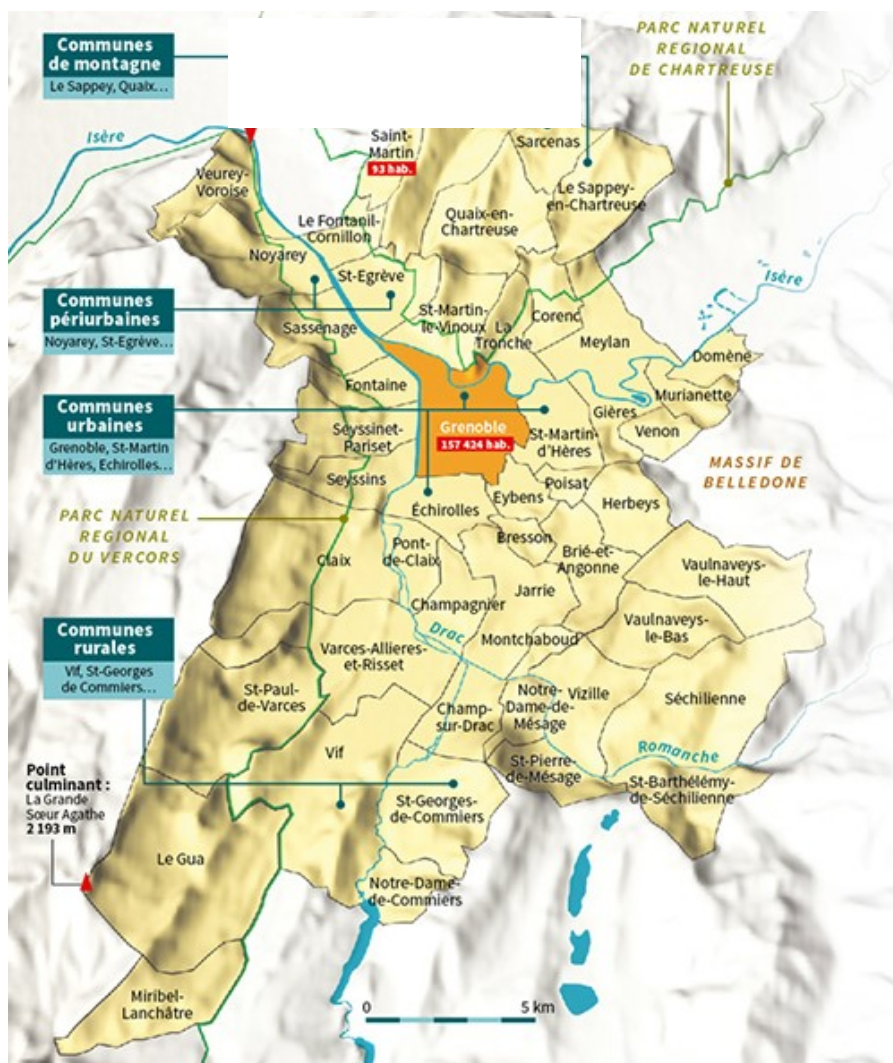 Communes
de montagne
Le Sappey, Quaix...
PARC NATUREL
REGIONAL
DE CHARTREUSE
Isère
Saint-
Martin
93 hab.
Sarcenas
Veurey-
Voroise
Le Sappey-
en-Chartreuse
Quaix-en-
Chartreuse
Le Fontanil-
Cornillon
Noyarey
St-Egrève
Isère
Communes
périurbaines
Noyarey, St-Egrève...
Sassenage
St-Martin-
le-Vinoux
La
Tronche
Corenc
Meylan
Domène
Fontaine
Murianette
Communes
urbaines
Grenoble, St-Martin
d'Hères, Echirolles...
Seyssinet-
Pariset
Grenoble
157 424 hab.
St-Martin-
d'Hères
Gières
Venon
MASSIF DE
BELLEDONE
Seyssins
Échirolles
Eybens
Poisat
Herbeys
PARC NATUREL
REGIONAL
DU VERCORS
Claix
Pont-
de-Claix
Bresson
Brié-et-
Angonne
Vaulnaveys-
le-Haut
Champagnier
Jarrie
Vaulnaveys-
le-Bas
Communes
rurales
Vif, St-Georges
de Commiers...
Varces-Allieres-
et-Risset
Drac
Montchaboud
St-Paul-
de-Varces
Champ-
sur-Drac
Notre-
Dame-de-
Mésage
Vizille
Séchilienne
Vif
St-Pierre-
de-Mésage
Romanche
St-Barthélémy-
de-Séchilienne
Point
culminant :
La Grande
Sœur Agathe
2 193 m
St-Georges-
de-Commiers
Le Gua
Notre-Dame-
de-Commiers
Miribel-
Lanchâtre
0 5 km